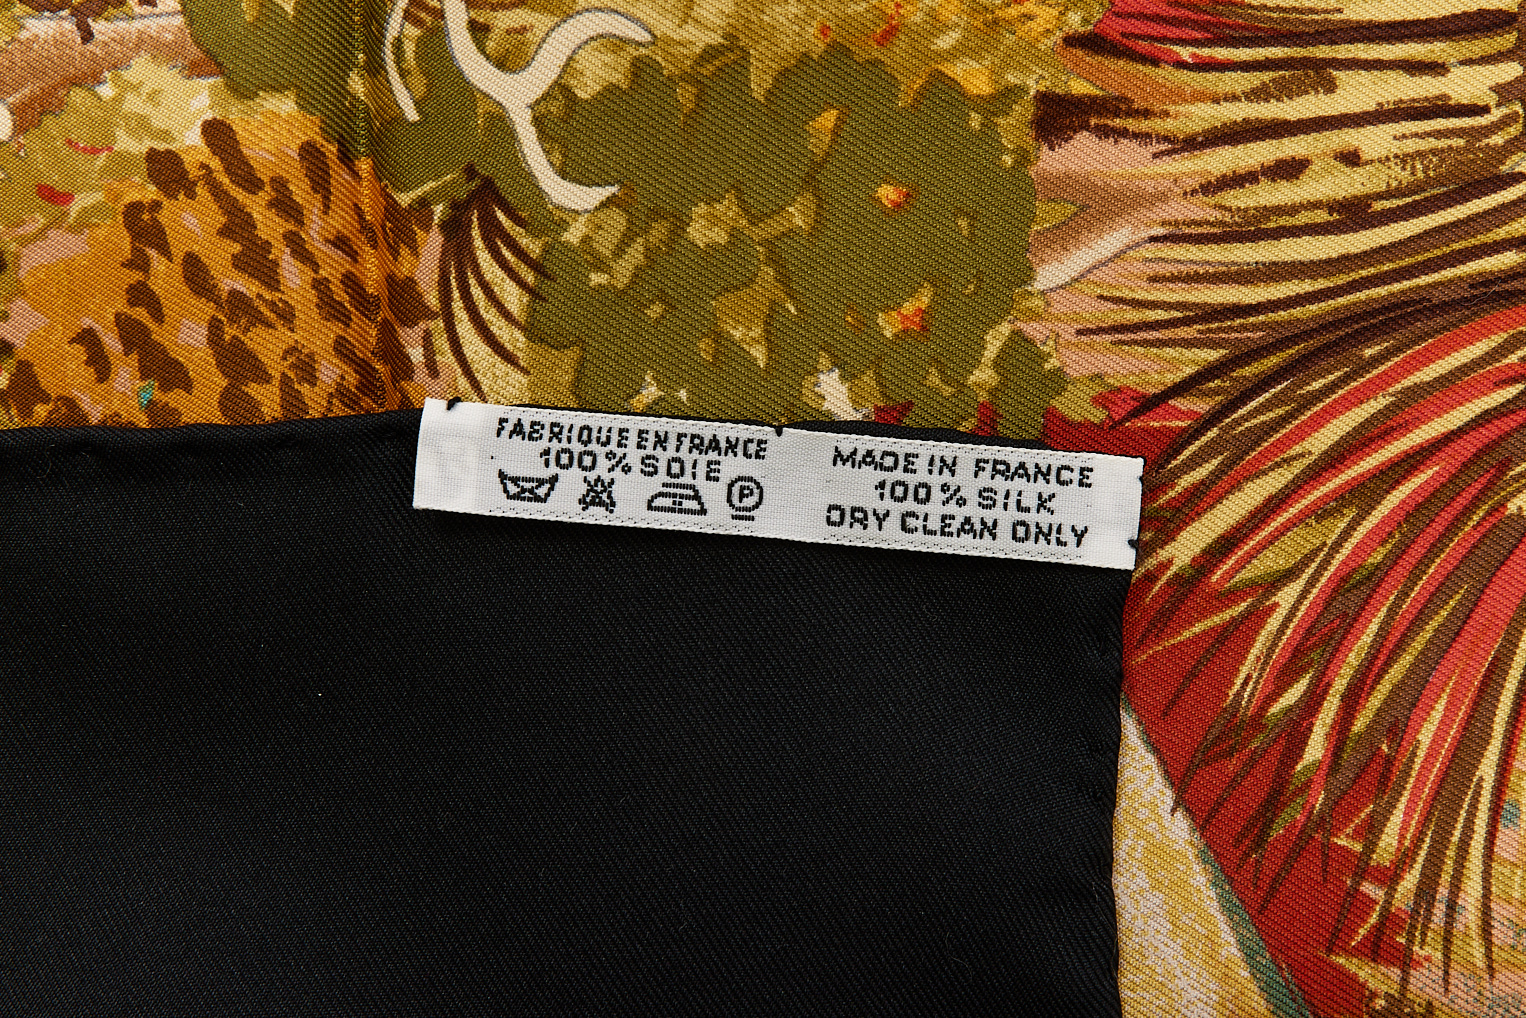 FABRIQUE EN FRANCE
100% SOIE
P
MADE IN FRANCE
100% SILK
DRY CLEAN ONLY